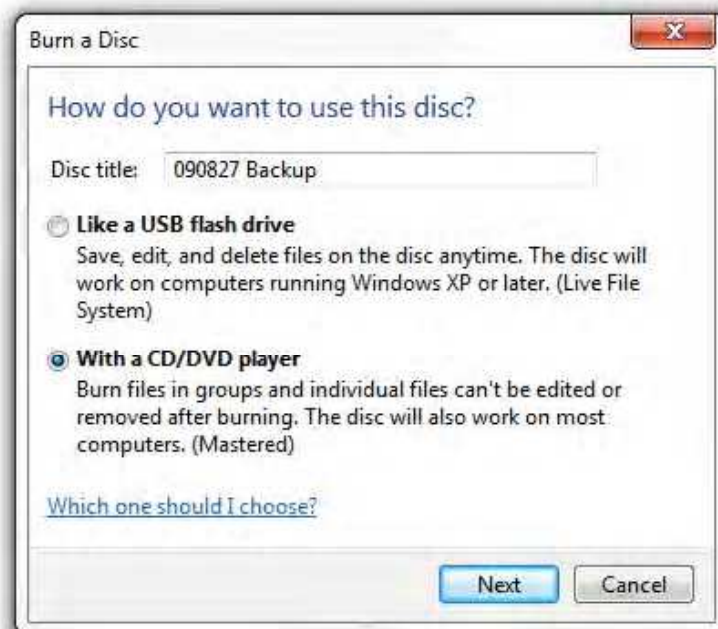 Burn a Disc
How do you want to use this disc?
Disc title: 090827 Backup
Like a USB flash drive
Save, edit, and delete files on the disc anytime. The disc will
work on computers running Windows XP or later. (Live File
System)
With a CD/DVD player
Burn files in groups and individual files can't be edited or
removed after burning. The disc will also work on most
computers. (Mastered)
Which one should I choose?
Next Cancel